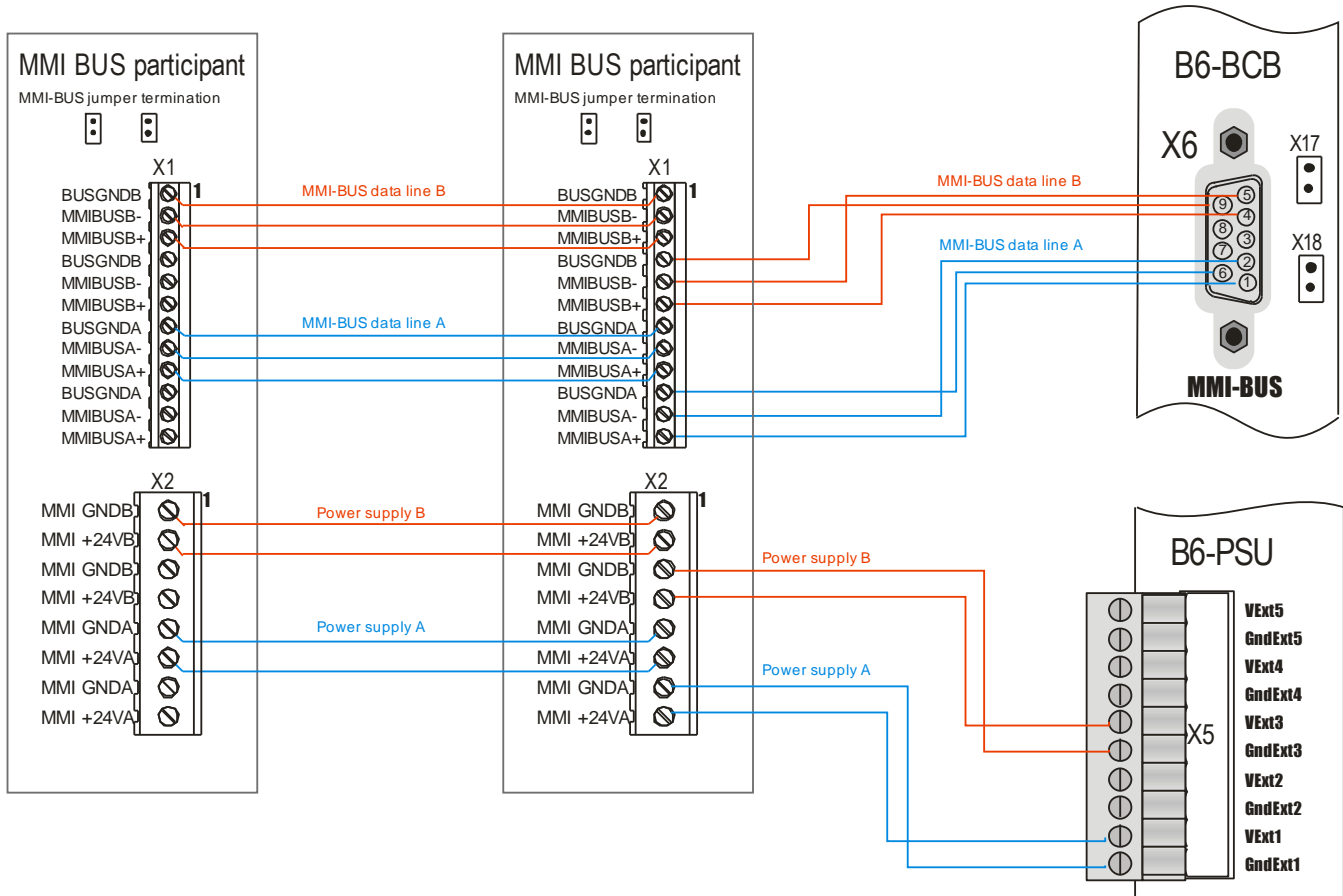 MMI BUS participant
MMI-BUS jumper termination
X1
1
BUSGNDB
MMIBUSB-
MMIBUSB+
BUSGNDB
MMIBUSB-
MMIBUSB+
BUSGNDA
MMIBUSA-
MMIBUSA+
BUSGNDA
MMIBUSA-
MMIBUSA+
X2
1
MMI GNDB
MMI +24VB
MMI GNDB
MMI +24VB
MMI GNDA
MMI +24VA
MMI GNDA
MMI +24VA
MMI-BUS data line B
MMI-BUS data line A
Power supply B
Power supply A
MMI BUS participant
MMI-BUS jumper termination
X1
1
BUSGNDB
MMIBUSB-
MMIBUSB+
BUSGNDB
MMIBUSB-
MMIBUSB+
BUSGNDA
MMIBUSA-
MMIBUSA+
BUSGNDA
MMIBUSA-
MMIBUSA+
X2
1
MMI GNDB
MMI +24VB
MMI GNDB
MMI +24VB
MMI GNDA
MMI +24VA
MMI GNDA
MMI +24VA
MMI-BUS data line B
MMI-BUS data line A
Power supply B
Power supply A
B6-BCB
X6
X17
X18
5
9
4
8
3
7
2
6
1
MMI-BUS
B6-PSU
X5
VExt5
GndExt5
VExt4
GndExt4
VExt3
GndExt3
VExt2
GndExt2
VExt1
GndExt1